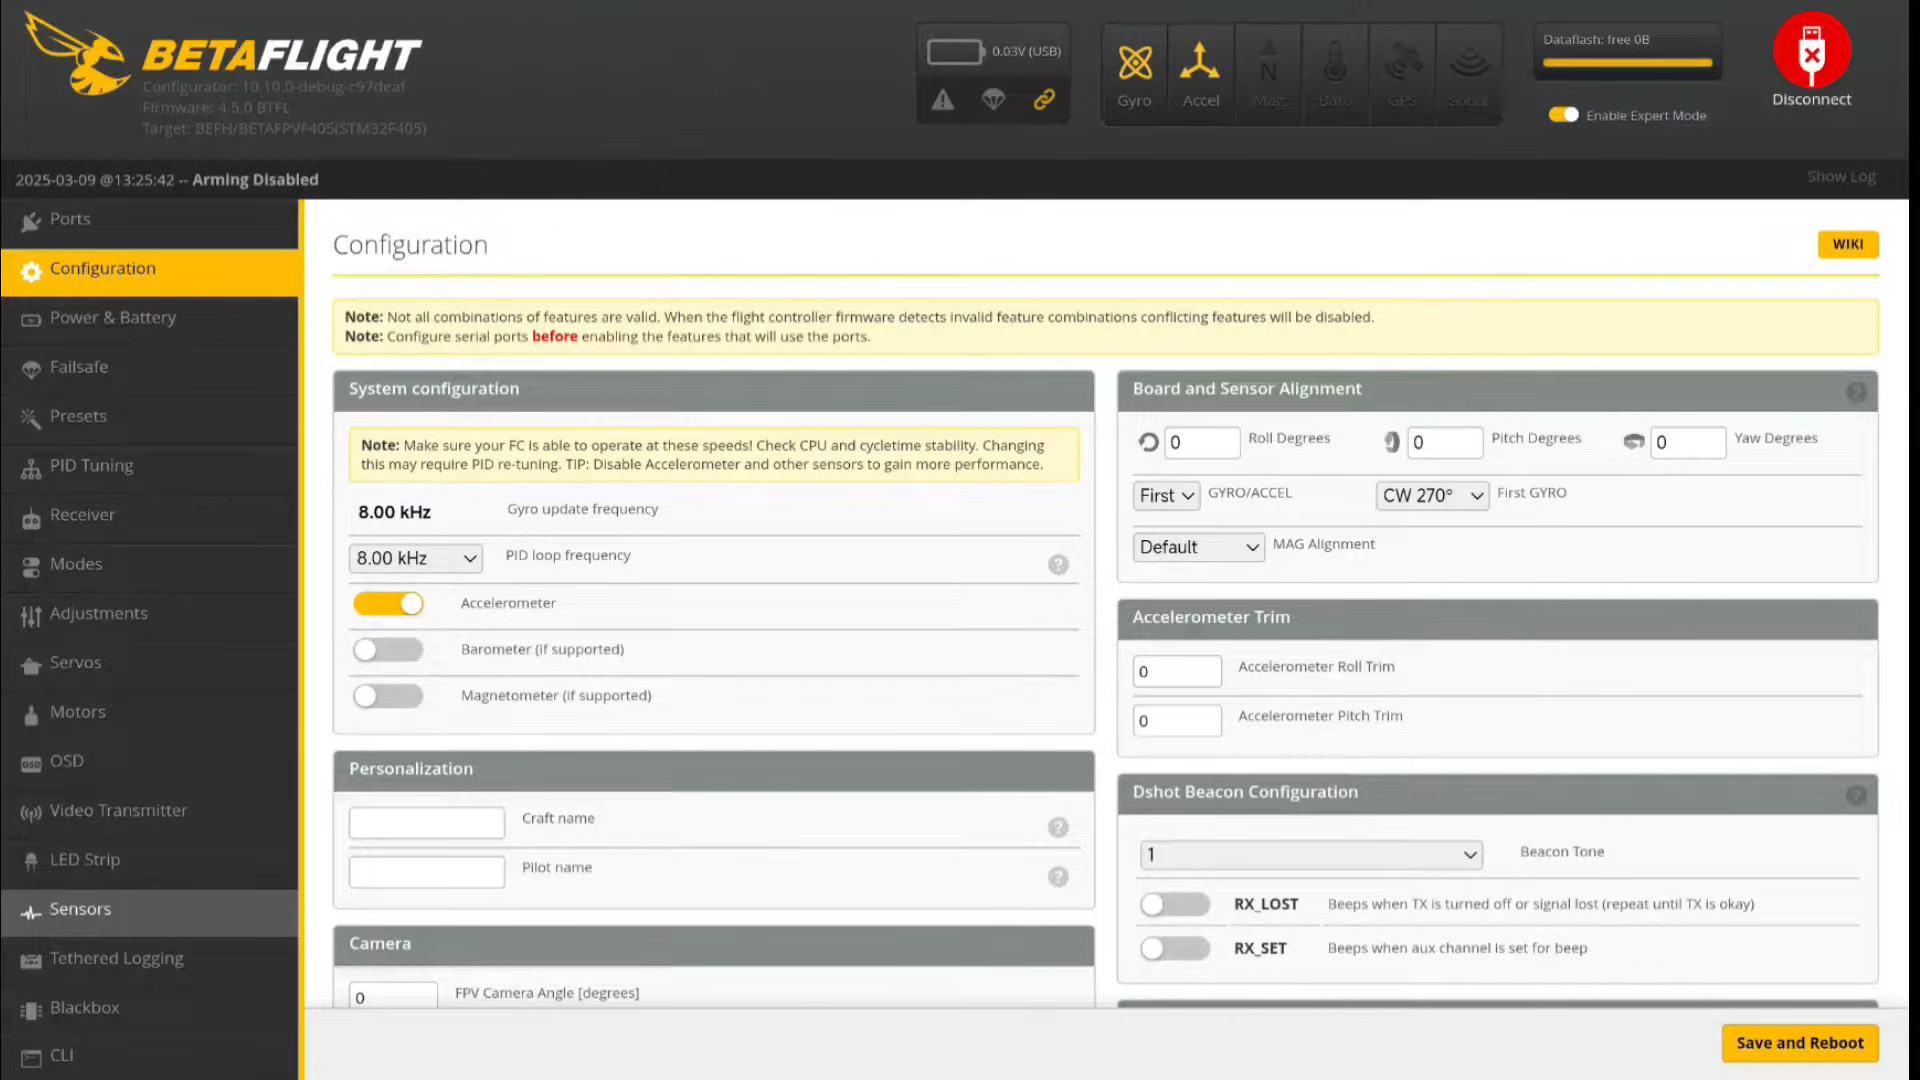 BETAFLIGHT
Configurator: 10.10.0-debug-c97deaf
Firmware: 4.5.0 BTFL
Target: BEFH/BETAFPVF405(STM32F405)
0.03V (USB)
Gyro
Accel
N
Mag
Baro
GPS
Sonar
Dataflash: free 0B
Enable Expert Mode
Disconnect
2025-03-09 @13:25:42 -- Arming Disabled
Show Log
Ports
Configuration
Power & Battery
Failsafe
Presets
PID Tuning
Receiver
Modes
Adjustments
Servos
Motors
OSD
OSD
Video Transmitter
LED Strip
Sensors
Tethered Logging
Blackbox
CLI
Configuration
WIKI
Note: Not all combinations of features are valid. When the flight controller firmware detects invalid feature combinations conflicting features will be disabled.
Note: Configure serial ports before enabling the features that will use the ports.
System configuration
Note: Make sure your FC is able to operate at these speeds! Check CPU and cycletime stability. Changing
this may require PID re-tuning. TIP: Disable Accelerometer and other sensors to gain more performance.
8.00 kHz Gyro update frequency
8.00 kHz PID loop frequency ?
Accelerometer
Barometer (if supported)
Magnetometer (if supported)
Personalization
Craft name ?
Pilot name ?
Camera
0 FPV Camera Angle [degrees]
Board and Sensor Alignment ?
0 Roll Degrees 0 Pitch Degrees 0 Yaw Degrees
First GYRO/ACCEL CW 270° First GYRO
Default MAG Alignment
Accelerometer Trim
0 Accelerometer Roll Trim
0 Accelerometer Pitch Trim
Dshot Beacon Configuration ?
1 Beacon Tone
RX_LOST Beeps when TX is turned off or signal lost (repeat until TX is okay)
RX_SET Beeps when aux channel is set for beep
Save and Reboot